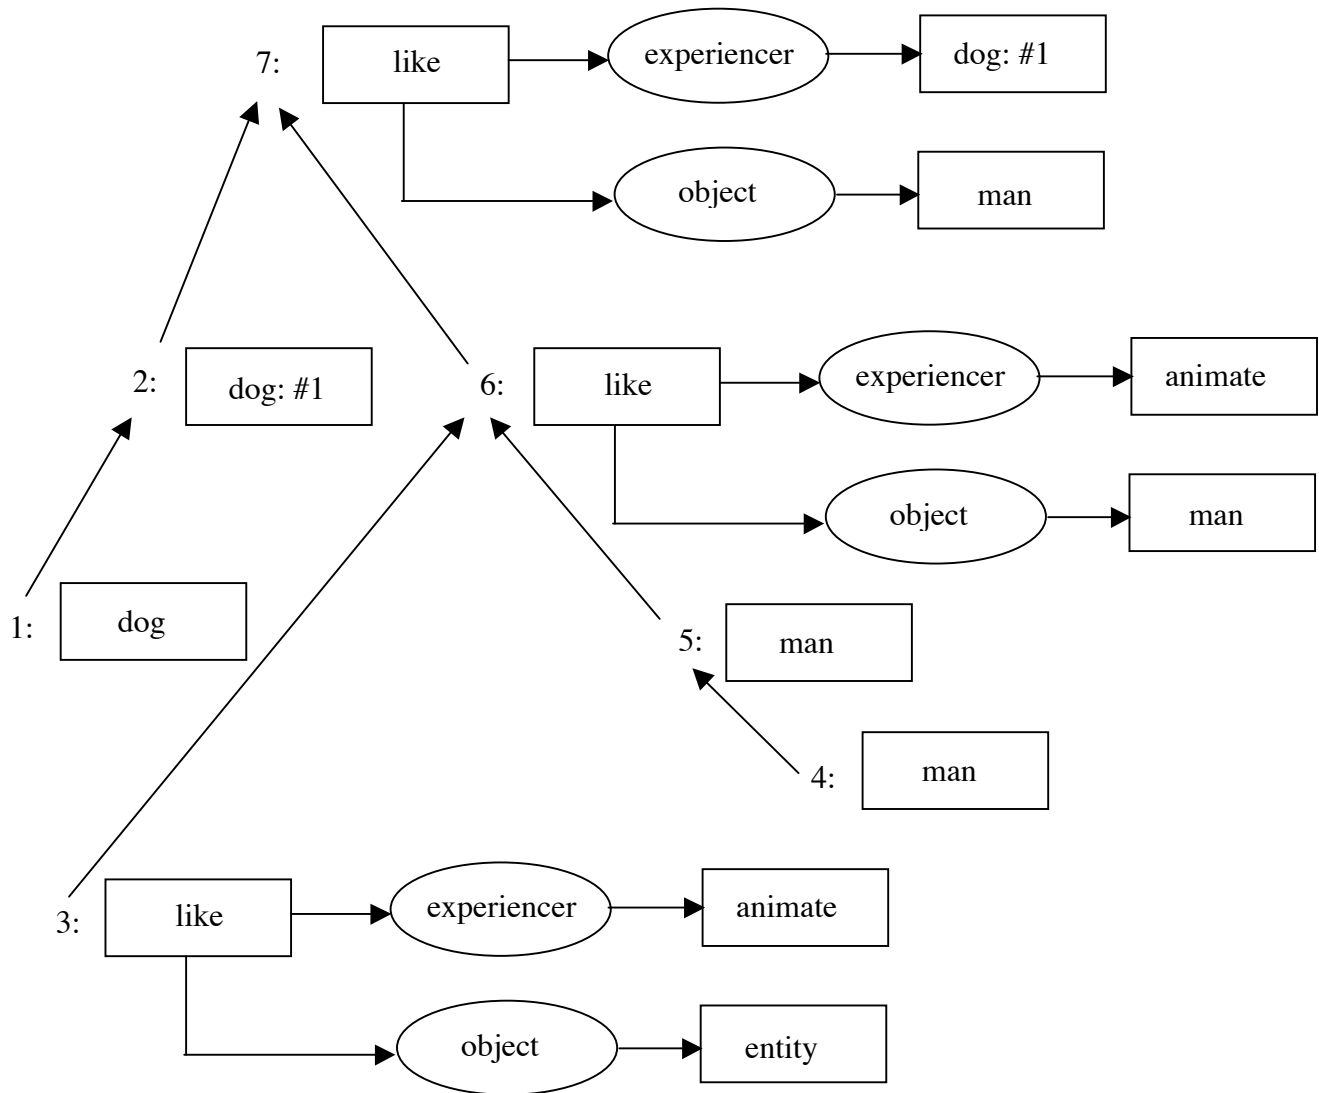 7: like experiencer dog: #1
object man
2: dog: #1 6: like experiencer animate
object man
1: dog
5: man
4: man
3: like experiencer animate
object entity